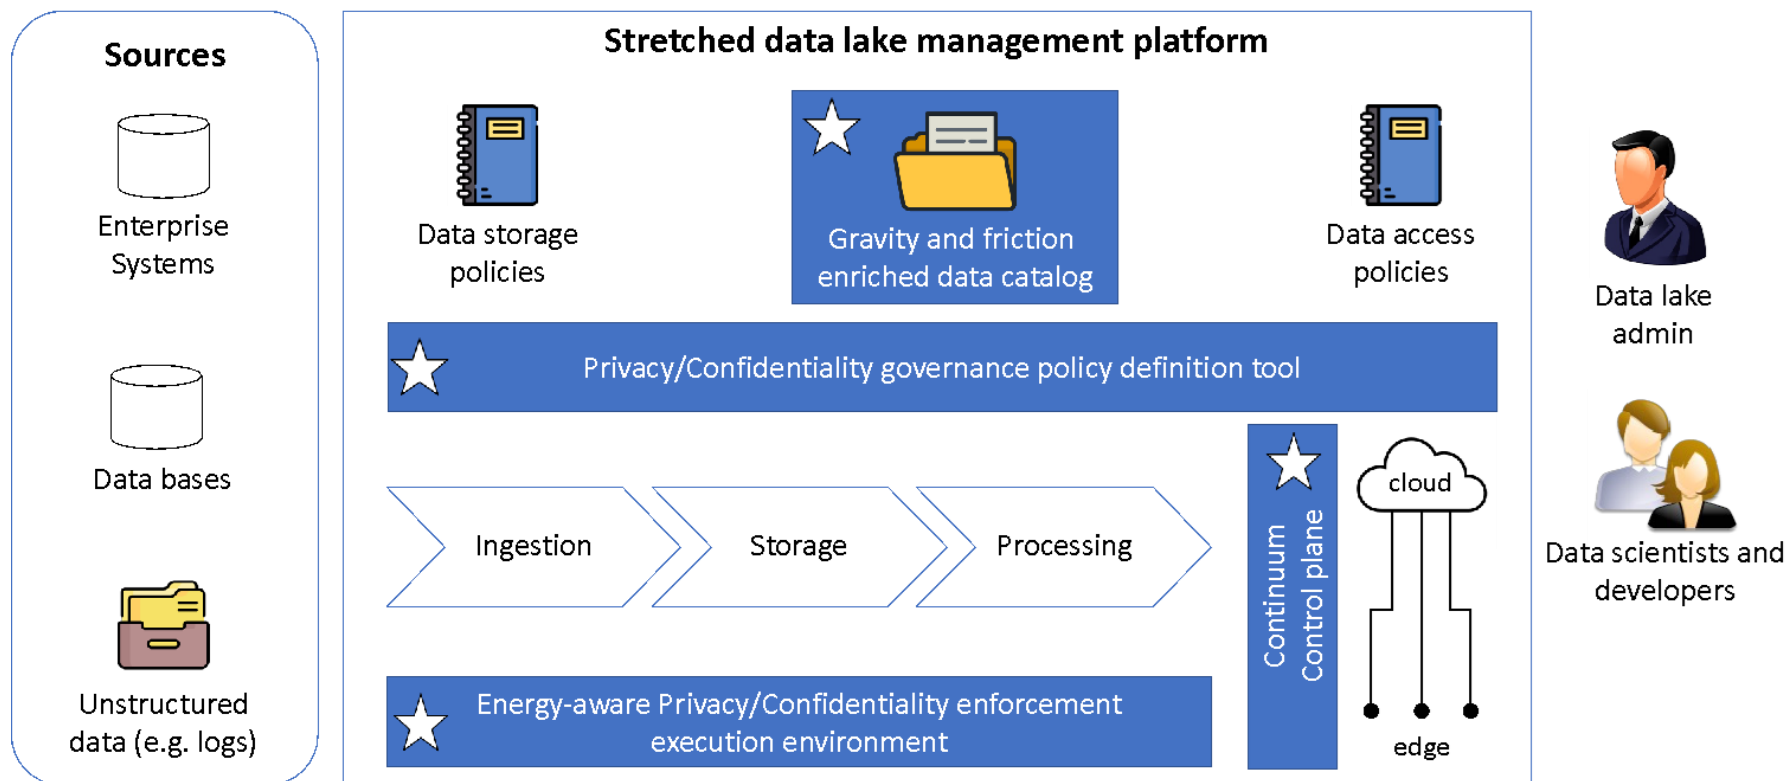 Sources
Enterprise
Systems
Data bases
Unstructured
data (e.g. logs)
Stretched data lake management platform
Data storage
policies
Gravity and friction
enriched data catalog
Data access
policies
Privacy/Confidentiality governance policy definition tool
Ingestion
Storage
Processing
Continuum
Control plane
cloud
edge
Energy-aware Privacy/Confidentiality enforcement
execution environment
Data lake
admin
Data scientists and
developers